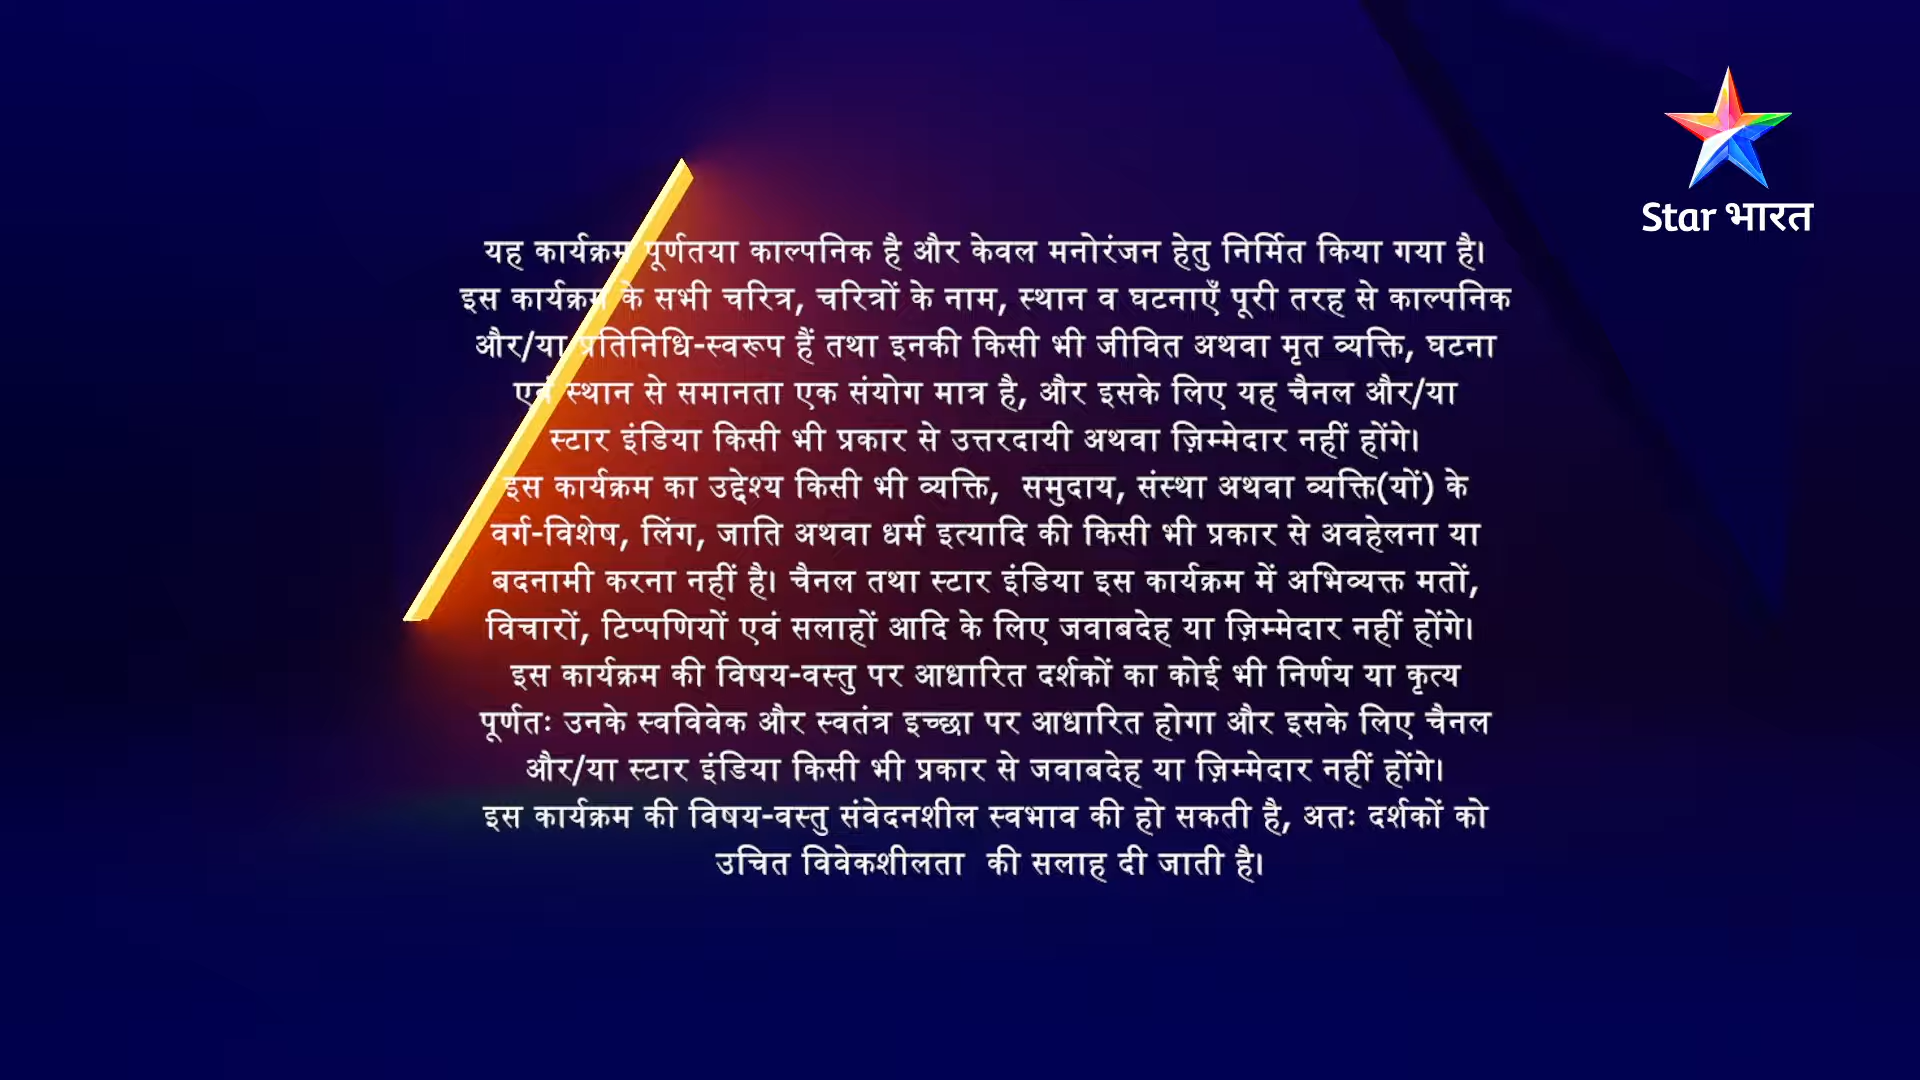 Star भारत
यह कार्यक्रम पूर्णतया काल्पनिक है और केवल मनोरंजन हेतु निर्मित किया गया है।
इस कार्यक्रम के सभी चरित्र, चरित्रों के नाम, स्थान व घटनाएँ पूरी तरह से काल्पनिक
और/या प्रतिनिधि-स्वरूप हैं तथा इनकी किसी भी जीवित अथवा मृत व्यक्ति, घटना
एवं स्थान से समानता एक संयोग मात्र है, और इसके लिए यह चैनल और/या
स्टार इंडिया किसी भी प्रकार से उत्तरदायी अथवा ज़िम्मेदार नहीं होंगे।
इस कार्यक्रम का उद्देश्य किसी भी व्यक्ति, समुदाय, संस्था अथवा व्यक्ति(यों) के
वर्ग-विशेष, लिंग, जाति अथवा धर्म इत्यादि की किसी भी प्रकार से अवहेलना या
बदनामी करना नहीं है। चैनल तथा स्टार इंडिया इस कार्यक्रम में अभिव्यक्त मतों,
विचारों, टिप्पणियों एवं सलाहों आदि के लिए जवाबदेह या ज़िम्मेदार नहीं होंगे।
इस कार्यक्रम की विषय-वस्तु पर आधारित दर्शकों का कोई भी निर्णय या कृत्य
पूर्णतः उनके स्वविवेक और स्वतंत्र इच्छा पर आधारित होगा और इसके लिए चैनल
और/या स्टार इंडिया किसी भी प्रकार से जवाबदेह या ज़िम्मेदार नहीं होंगे।
इस कार्यक्रम की विषय-वस्तु संवेदनशील स्वभाव की हो सकती है, अतः दर्शकों को
उचित विवेकशीलता की सलाह दी जाती है।